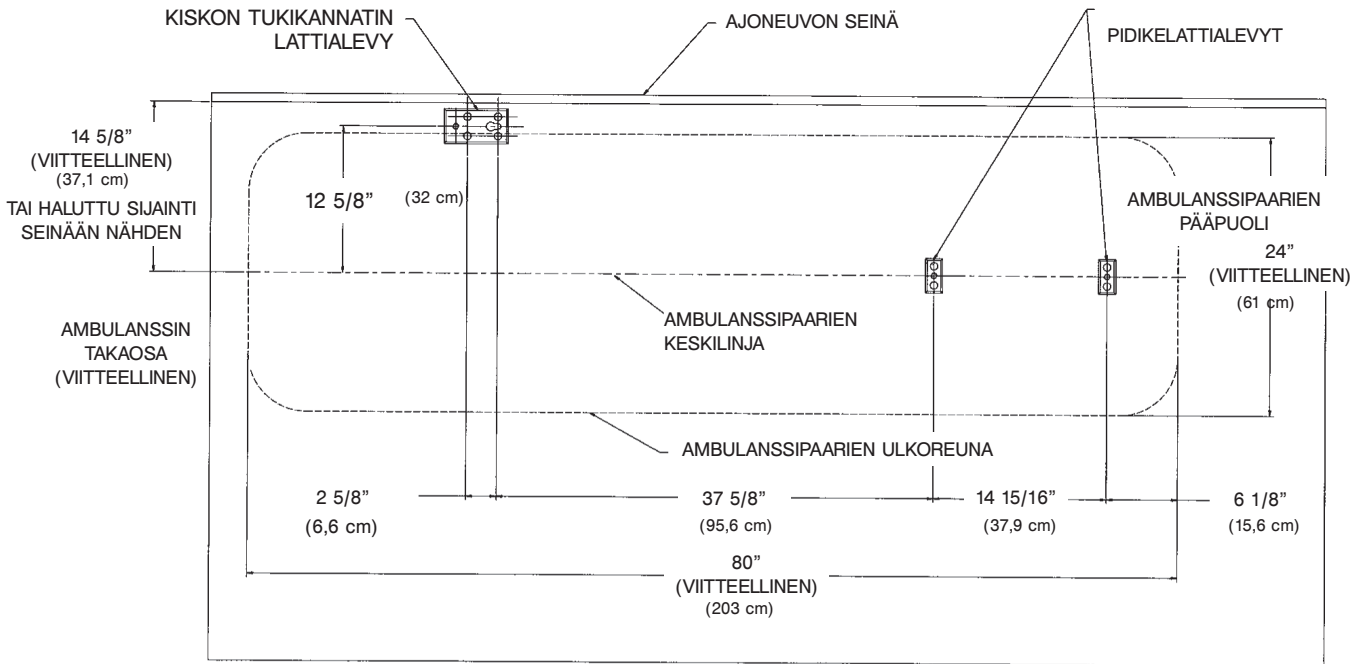 KISKON TUKIKANNATIN
LATTIALEVY
AJONEUVON SEINÄ
PIDIKELATTIALEVYT
14 5/8”
(VIITTEELLINEN)
(37,1 cm)
TAI HALUTTU SIJAINTI
SEINÄÄN NÄHDEN
12 5/8”
(32 cm)
AMBULANSSIPAARIEN
PÄÄPUOLI
24”
(VIITTEELLINEN)
(61 cm)
AMBULANSSIN
TAKAOSA
(VIITTEELLINEN)
AMBULANSSIPAARIEN
KESKILINJA
AMBULANSSIPAARIEN ULKOREUNA
2 5/8”
(6,6 cm)
37 5/8”
(95,6 cm)
14 15/16”
(37,9 cm)
6 1/8”
(15,6 cm)
80”
(VIITTEELLINEN)
(203 cm)